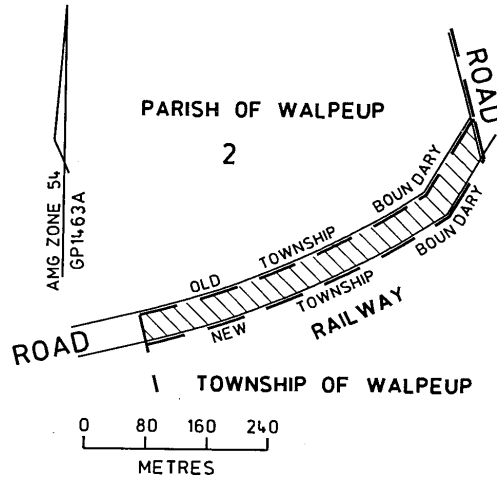 ROAD
PARISH OF WALPEUP
2
AMG ZONE 54
GP1463A
OLD TOWNSHIP BOUNDARY
NEW TOWNSHIP BOUNDARY
RAILWAY
ROAD
1 TOWNSHIP OF WALPEUP
0 80 160 240
METRES